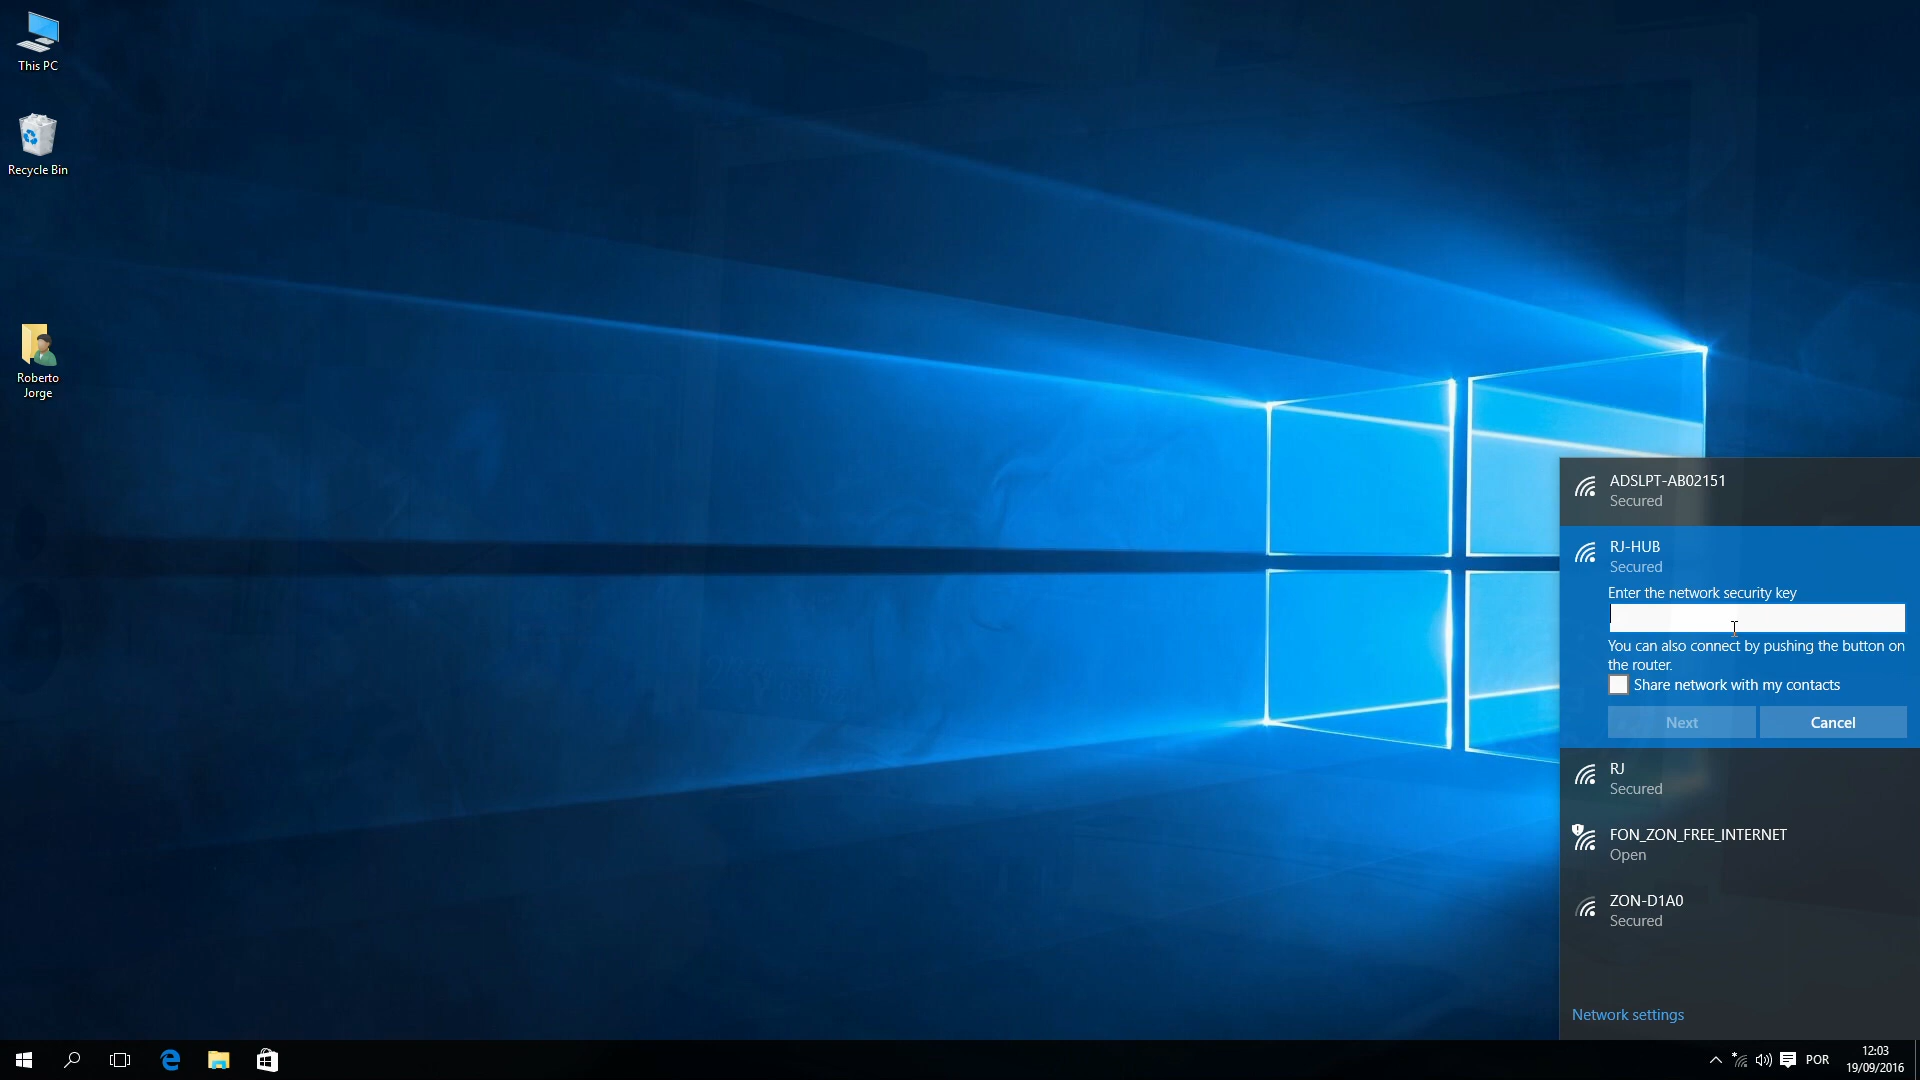 This PC
Recycle Bin
Roberto
Jorge
ADSLPT-AB02151
Secured
RJ-HUB
Secured
Enter the network security key
You can also connect by pushing the button on
the router.
Share network with my contacts
Next
Cancel
RJ
Secured
FON_ZON_FREE_INTERNET
Open
ZON-D1A0
Secured
Network settings
POR
12:03
19/09/2016